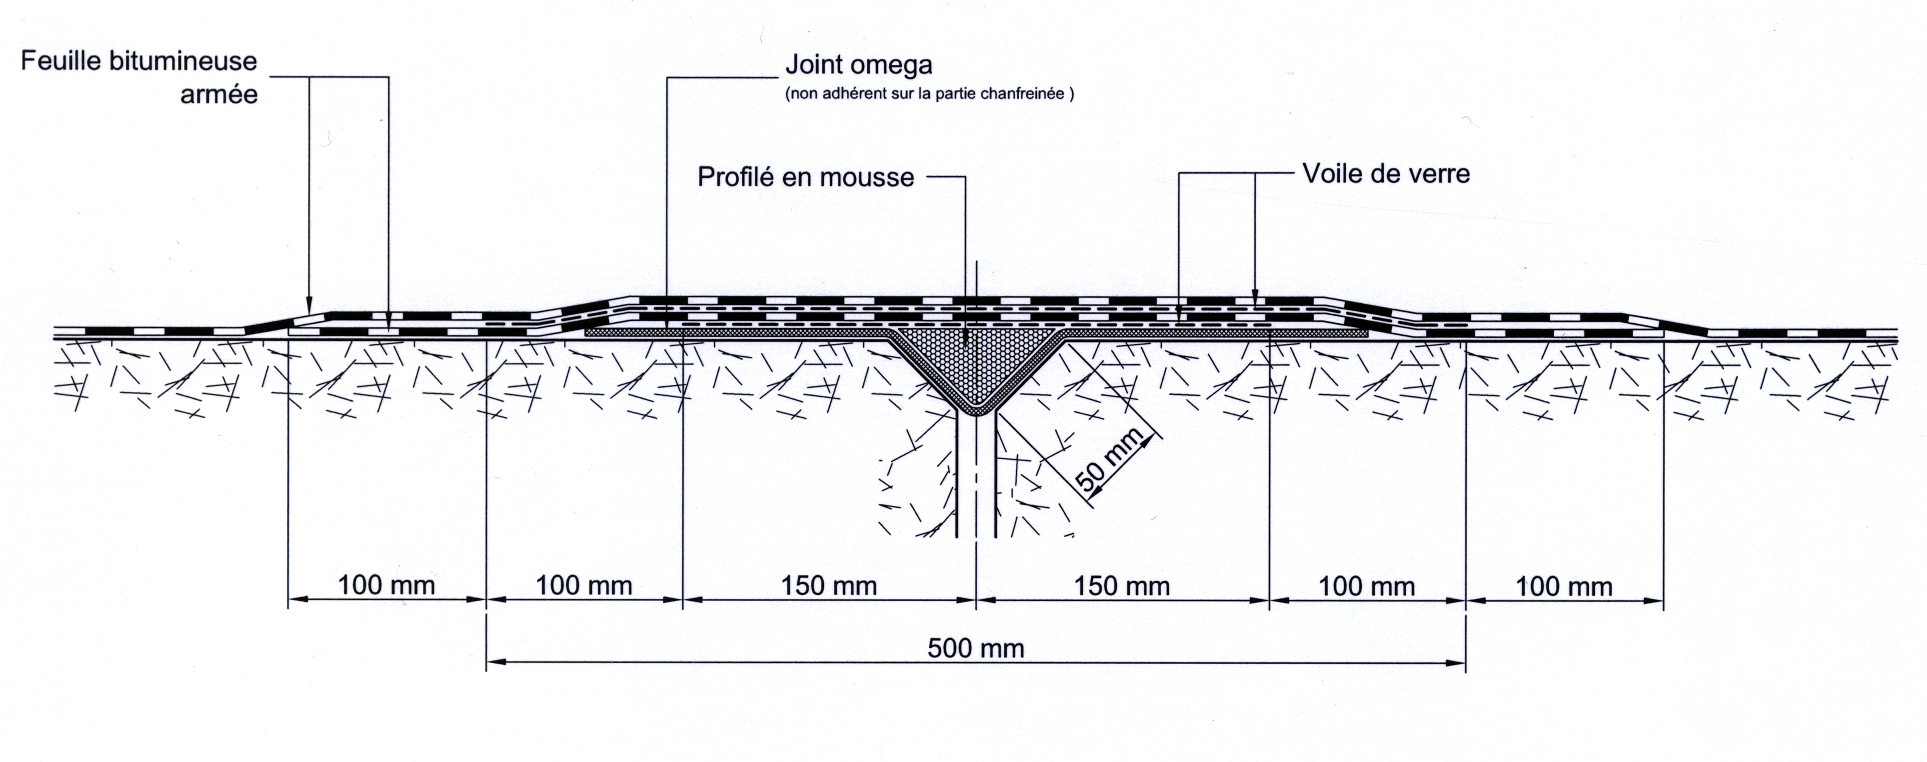 Feuille bitumineuse
armée
Joint omega
(non adhérent sur la partie chanfreinée )
Profilé en mousse
Voile de verre
50 mm
100 mm
100 mm
150 mm
150 mm
100 mm
100 mm
500 mm